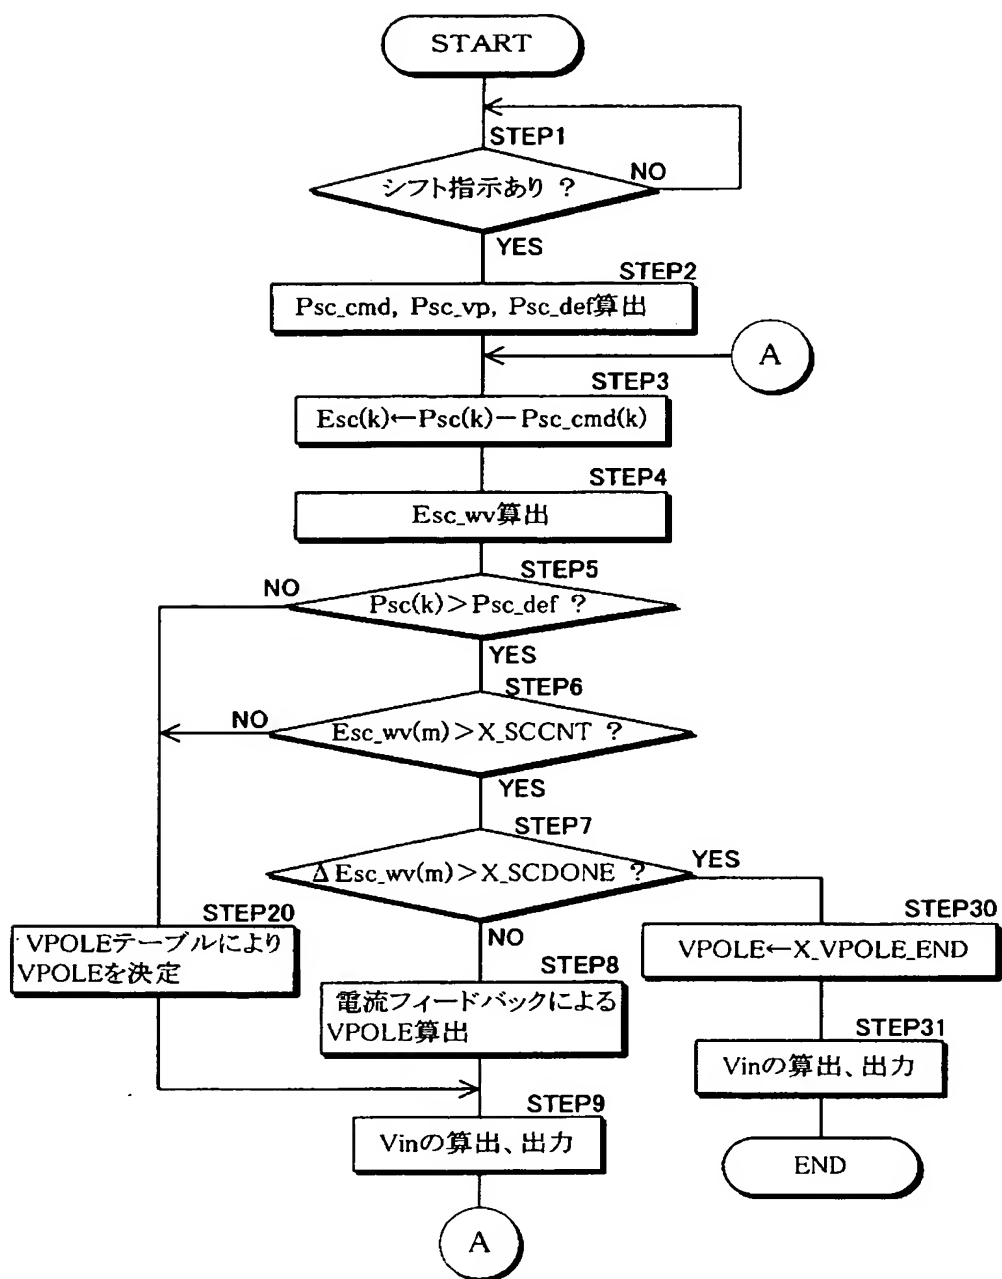 START
STEP1
シフト指示あり ?
NO
YES
STEP2
Psc_cmd, Psc_vp, Psc_def算出
A
STEP3
Esc(k)←Psc(k)－Psc_cmd(k)
STEP4
Esc_wv算出
STEP5
NO
Psc(k)＞Psc_def ?
YES
STEP6
NO
Esc_wv(m)＞X_SCCNT ?
YES
STEP7
ΔEsc_wv(m)＞X_SCDONE ?
YES
STEP20
NO
STEP30
VPOLEテーブルにより
VPOLEを決定
VPOLE←X_VPOLE_END
STEP8
電流フィードバックによる
VPOLE算出
STEP31
Vinの算出、出力
STEP9
Vinの算出、出力
END
A